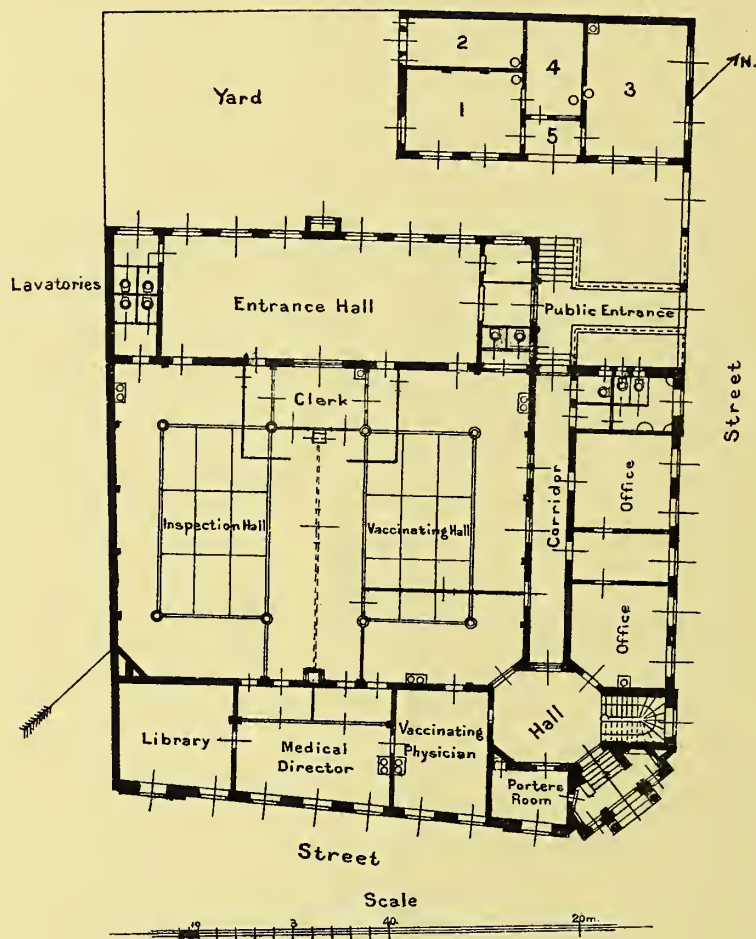 2
4
3
N.
Yard
1
5
Lavatories
Entrance Hall
Public Entrance
Clerk
Street
Corridor
Office
Inspection Hall
Vaccinating Hall
Office
Hall
Library
Medical
Director
Vaccinating
Physician
Porters
Room
Street
Scale
20m.